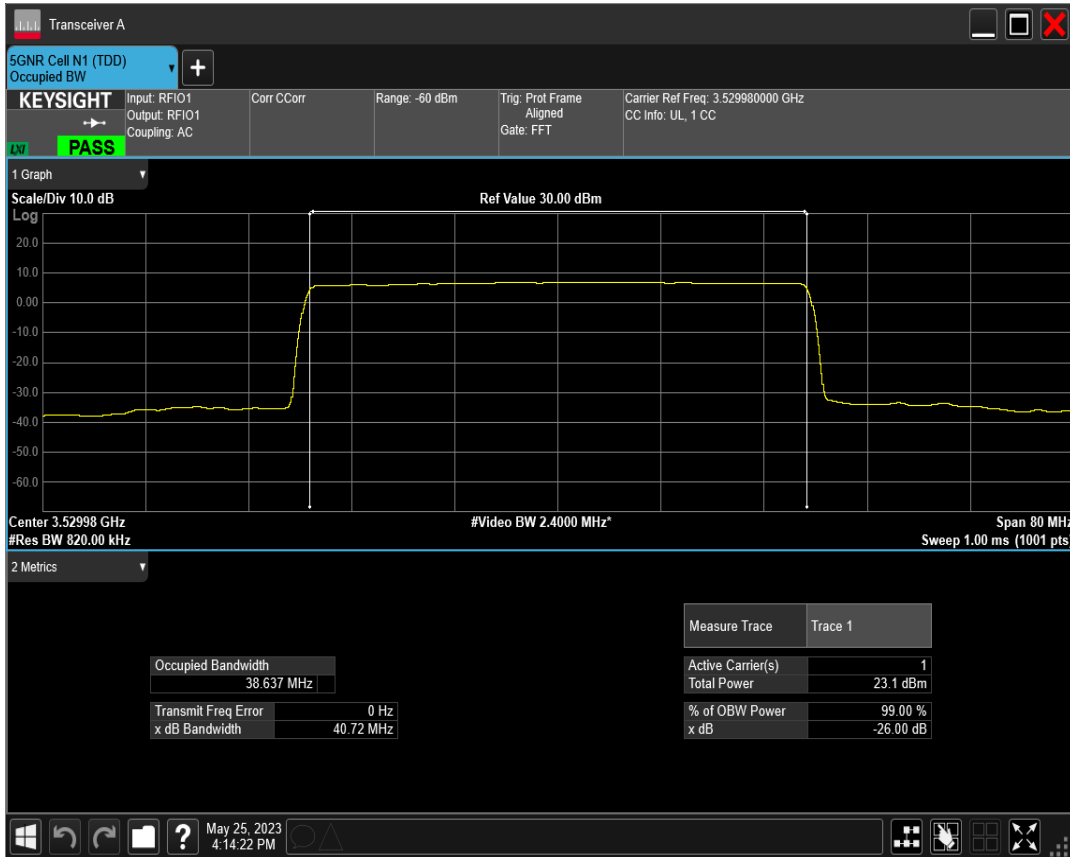 Transceiver A
5GNR Cell N1 (TDD)
Occupied BW
+
KEYSIGHT
LXI
PASS
Input: RFIO1
Output: RFIO1
Coupling: AC
Corr CCorr
Range: -60 dBm
Trig: Prot Frame
Aligned
Gate: FFT
Carrier Ref Freq: 3.529980000 GHz
CC Info: UL, 1 CC
1 Graph
Scale/Div 10.0 dB
Ref Value 30.00 dBm
Log
20.0
10.0
0.00
-10.0
-20.0
-30.0
-40.0
-50.0
-60.0
Center 3.52998 GHz
#Video BW 2.4000 MHz*
Span 80 MHz
#Res BW 820.00 kHz
Sweep 1.00 ms (1001 pts)
2 Metrics
Measure Trace Trace 1
Occupied Bandwidth
38.637 MHz
Active Carrier(s) 1
Total Power 23.1 dBm
Transmit Freq Error 0 Hz
x dB Bandwidth 40.72 MHz
% of OBW Power 99.00 %
x dB -26.00 dB
?
May 25, 2023
4:14:22 PM